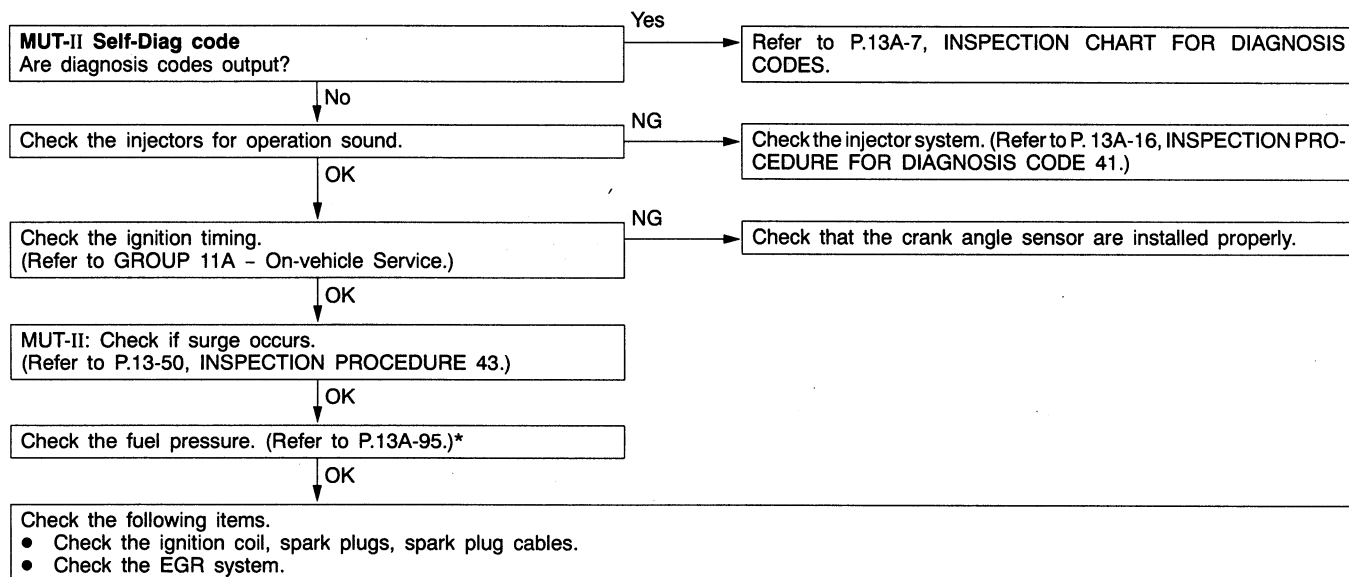 MUT-II Self-Diag code
Are diagnosis codes output?
Yes
Refer to P.13A-7, INSPECTION CHART FOR DIAGNOSIS
CODES.
No
Check the injectors for operation sound.
NG
Check the injector system. (Refer to P. 13A-16, INSPECTION PRO-
CEDURE FOR DIAGNOSIS CODE 41.)
OK
Check the ignition timing.
(Refer to GROUP 11A – On-vehicle Service.)
NG
Check that the crank angle sensor are installed properly.
OK
MUT-II: Check if surge occurs.
(Refer to P.13-50, INSPECTION PROCEDURE 43.)
OK
Check the fuel pressure. (Refer to P.13A-95.)*
OK
Check the following items.
● Check the ignition coil, spark plugs, spark plug cables.
● Check the EGR system.